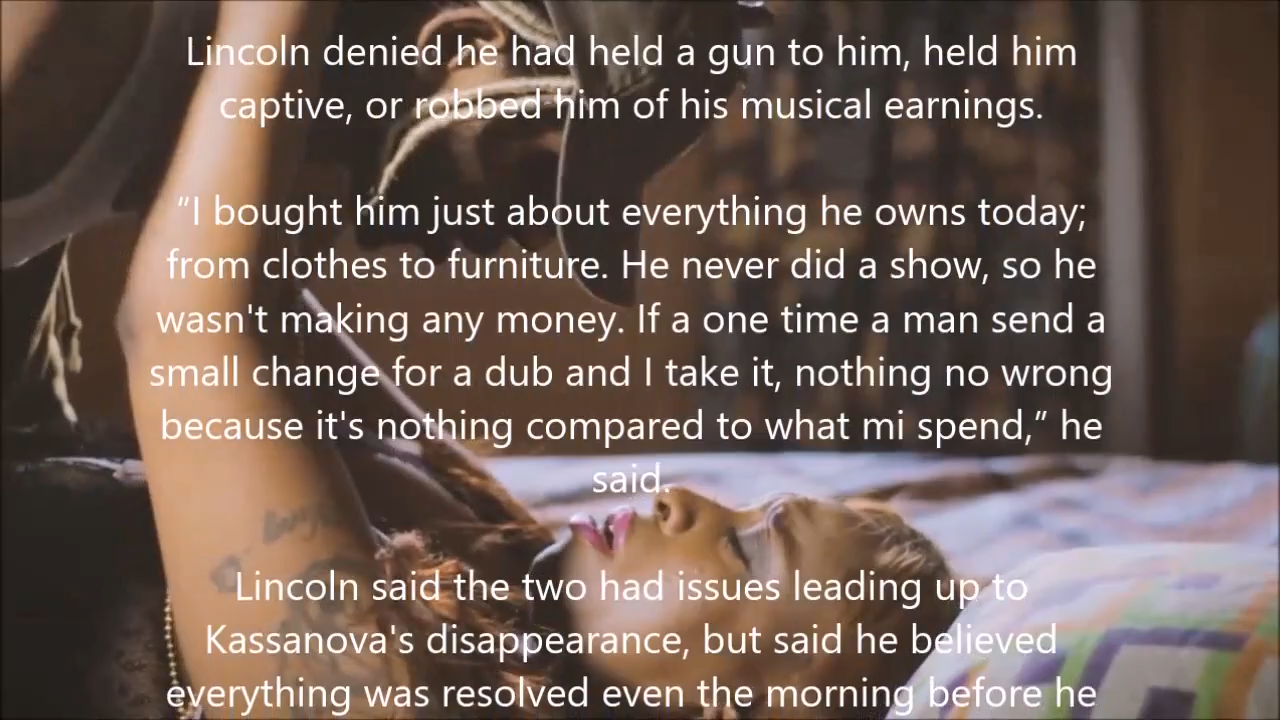 Lincoln denied he had held a gun to him, held him
captive, or robbed him of his musical earnings.
“I bought him just about everything he owns today;
from clothes to furniture. He never did a show, so he
wasn't making any money. If a one time a man send a
small change for a dub and I take it, nothing no wrong
because it's nothing compared to what mi spend,” he
said.
Lincoln said the two had issues leading up to
Kassanova's disappearance, but said he believed
everything was resolved even the morning before he